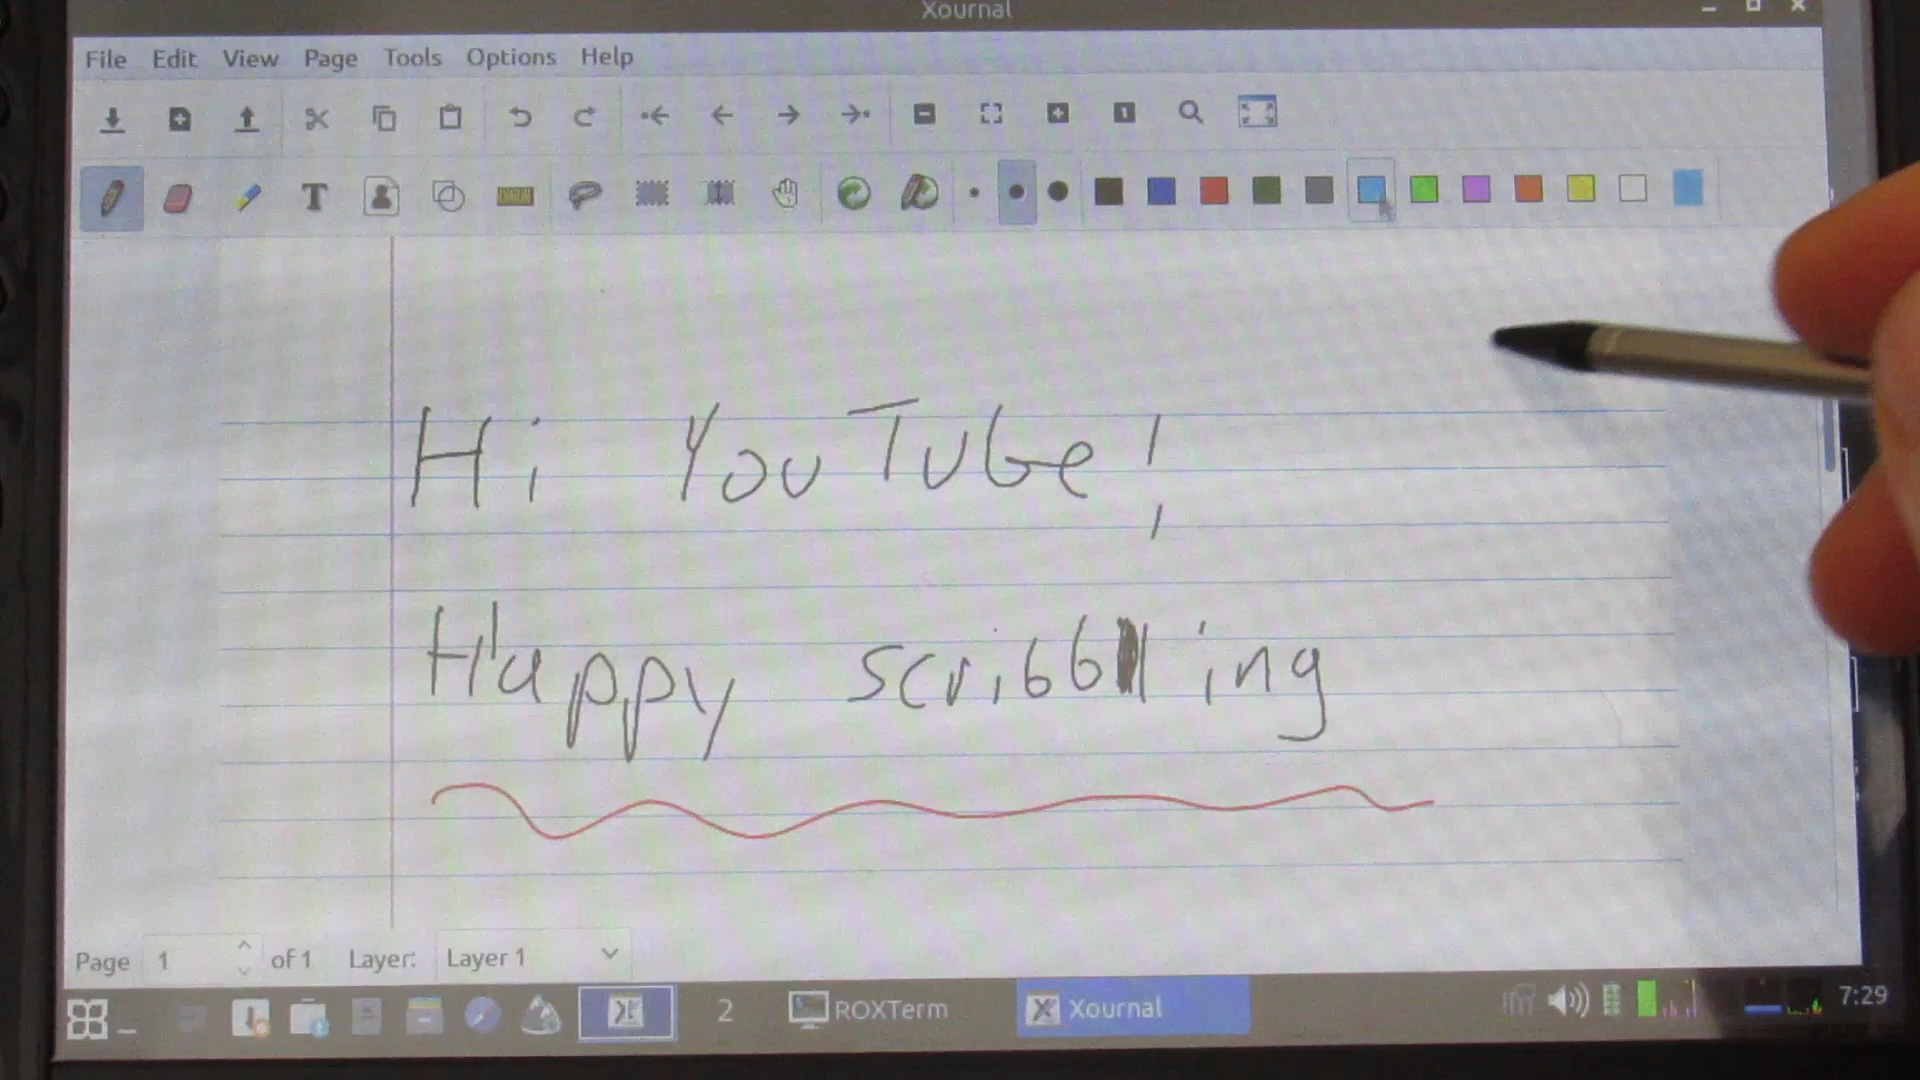 Xournal
File Edit View Page Tools Options Help
T
Hi YouTube!
Happy scribbling
Page 1 of 1 Layer: Layer 1
2 ROXTerm Xournal 7:29